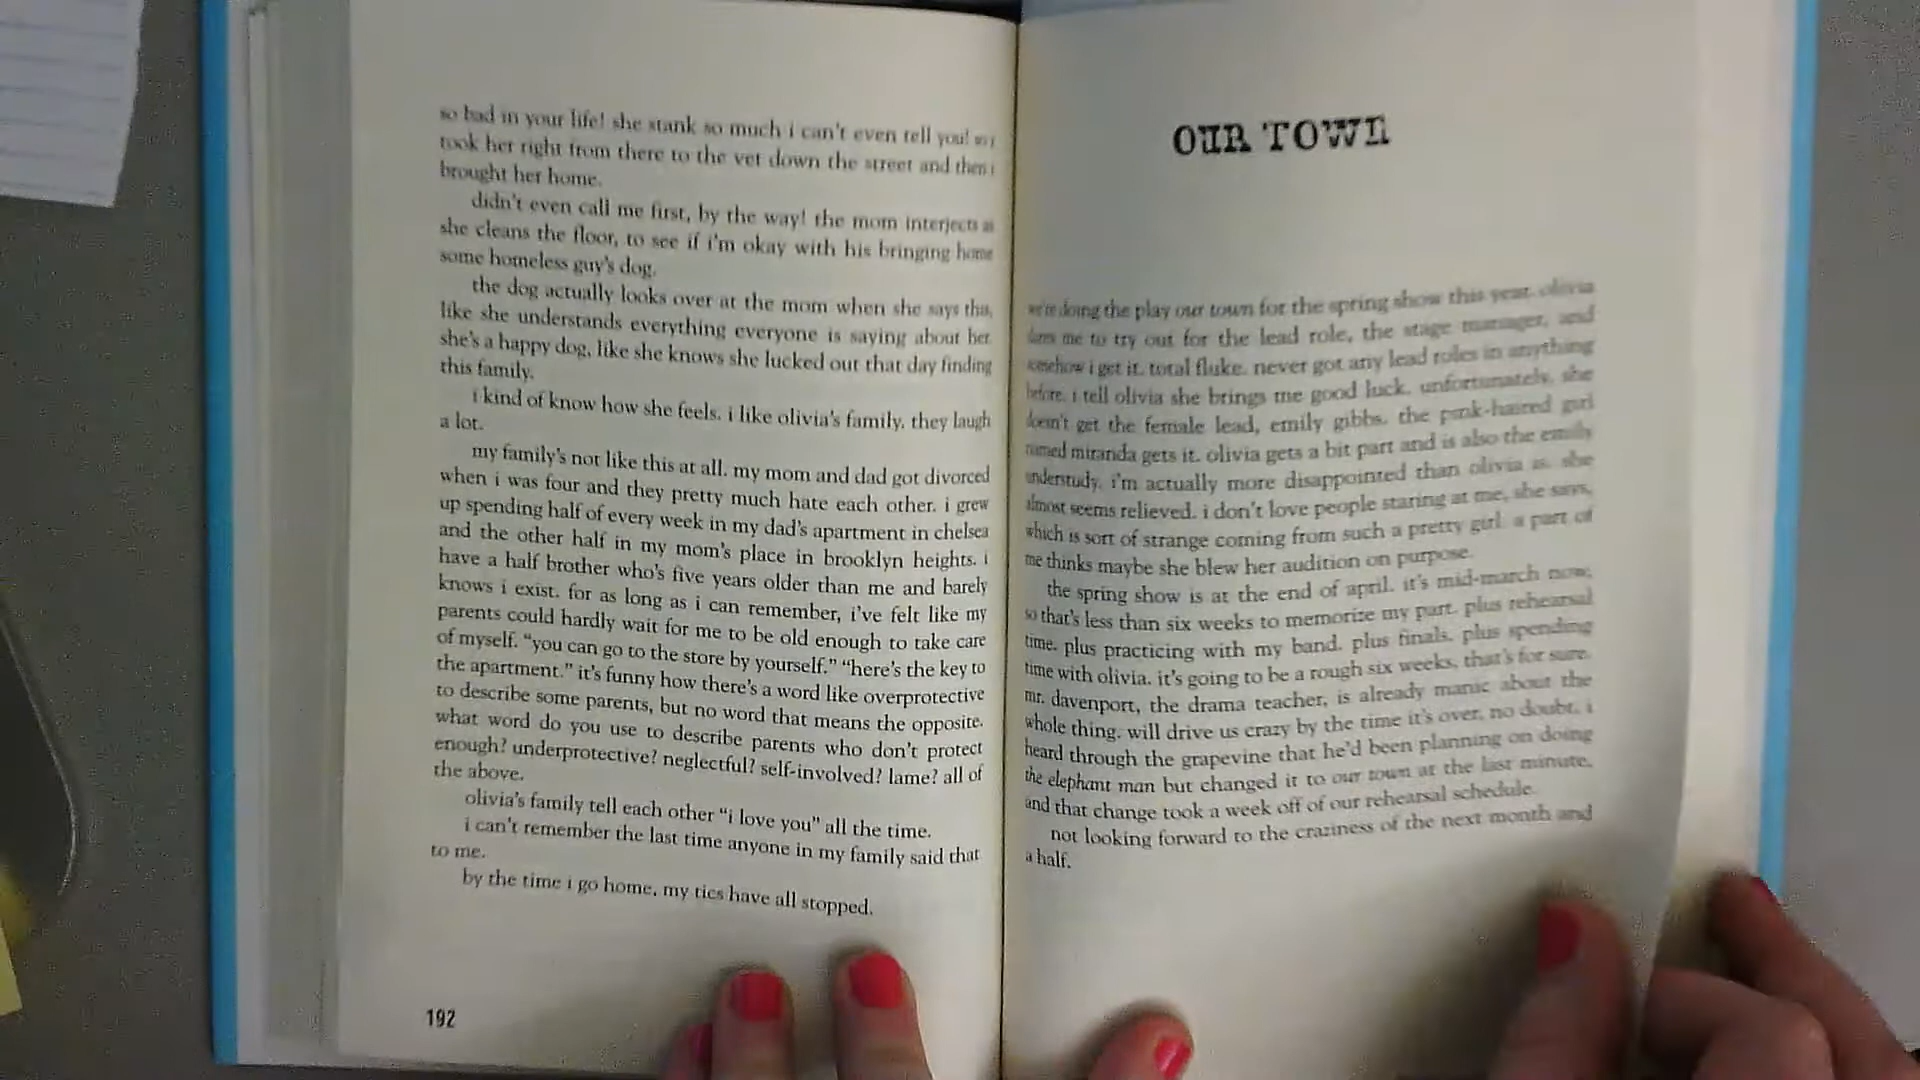 so bad in your life! she stank so much i can't even tell you! so i
took her right from there to the vet down the street and then i
brought her home.
didn't even call me first, by the way! the mom interjects as
she cleans the floor, to see if i'm okay with his bringing home
some homeless guy's dog.
the dog actually looks over at the mom when she says this,
like she understands everything everyone is saying about her.
she's a happy dog, like she knows she lucked out that day finding
this family.
i kind of know how she feels. i like olivia's family. they laugh
a lot.
my family's not like this at all. my mom and dad got divorced
when i was four and they pretty much hate each other. i grew
up spending half of every week in my dad's apartment in chelsea
and the other half in my mom's place in brooklyn heights. i
have a half brother who's five years older than me and barely
knows i exist. for as long as i can remember, i've felt like my
parents could hardly wait for me to be old enough to take care
of myself. “you can go to the store by yourself.” “here's the key to
the apartment.” it's funny how there's a word like overprotective
to describe some parents, but no word that means the opposite.
what word do you use to describe parents who don't protect
enough? underprotective? neglectful? self-involved? lame? all of
the above.
olivia's family tell each other “i love you” all the time.
i can't remember the last time anyone in my family said that
to me.
by the time i go home, my tics have all stopped.
192
OUR TOWN
we're doing the play our town for the spring show this year. olivia
dares me to try out for the lead role, the stage manager, and
somehow i get it. total fluke. never got any lead roles in anything
before. i tell olivia she brings me good luck. unfortunately, she
doesn't get the female lead, emily gibbs. the pink-haired girl
named miranda gets it. olivia gets a bit part and is also the emily
understudy. i'm actually more disappointed than olivia is. she
almost seems relieved. i don't love people staring at me, she says,
which is sort of strange coming from such a pretty girl. a part of
me thinks maybe she blew her audition on purpose.
the spring show is at the end of april. it's mid-march now,
so that's less than six weeks to memorize my part. plus rehearsal
time. plus practicing with my band. plus finals. plus spending
time with olivia. it's going to be a rough six weeks, that's for sure.
mr. davenport, the drama teacher, is already manic about the
whole thing. will drive us crazy by the time it's over, no doubt. i
heard through the grapevine that he'd been planning on doing
the elephant man but changed it to our town at the last minute,
and that change took a week off of our rehearsal schedule.
not looking forward to the craziness of the next month and
a half.